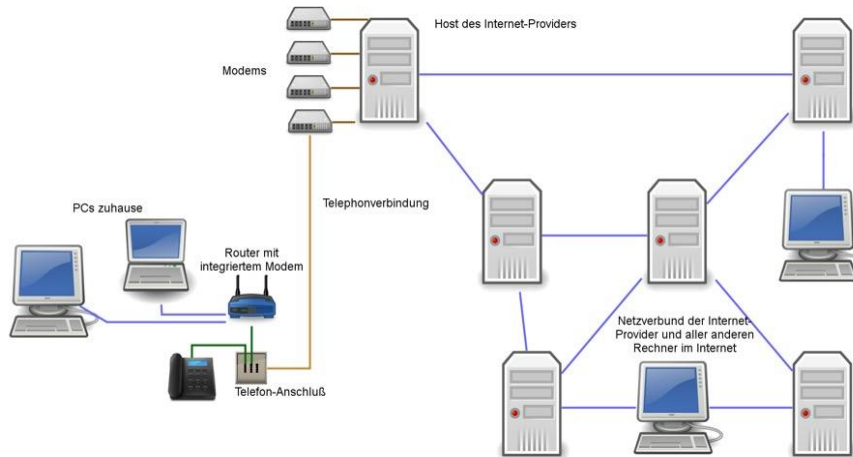 Host des Internet-Providers
Modems
Telephonverbindung
PCs zuhause
Router mit
integriertem Modem
Telefon-Anschluß
Netzverbund der Internet-
Provider und aller anderen
Rechner im Internet